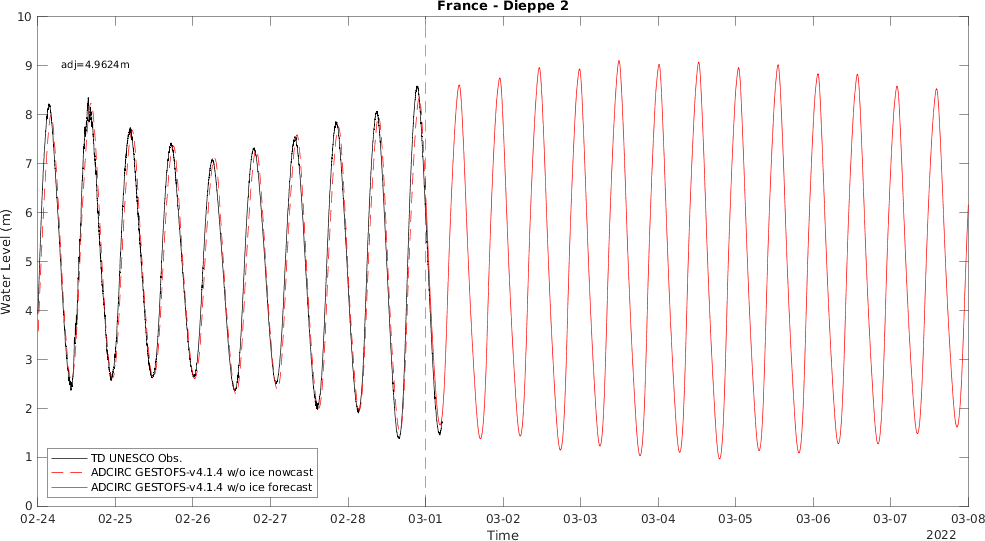 France - Dieppe 2
adj=4.9624m
Water Level (m)
10
9
8
7
6
5
4
3
2
1
0
TD UNESCO Obs.
ADCIRC GESTOFS-v4.1.4 w/o ice nowcast
ADCIRC GESTOFS-v4.1.4 w/o ice forecast
02-24 02-25 02-26 02-27 02-28 03-01 03-02 03-03 03-04 03-05 03-06 03-07 03-08
Time
2022